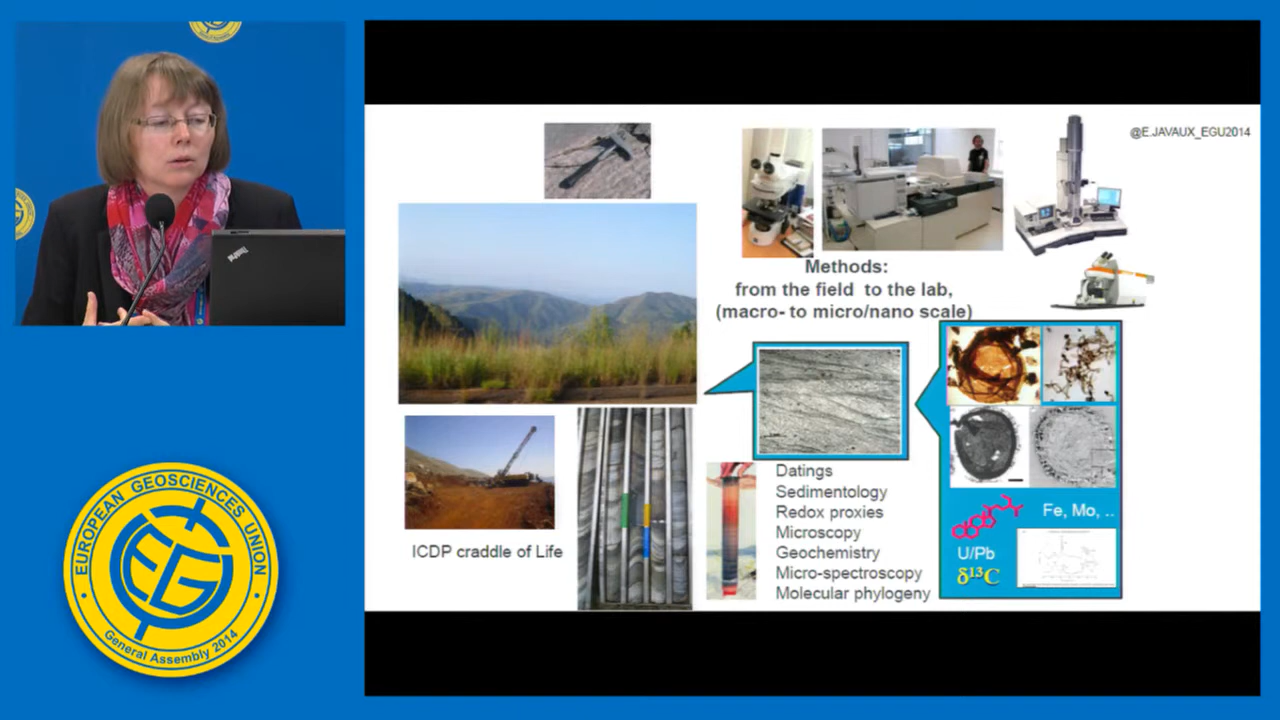 @E.JAVAUX_EGU2014
Methods:
from the field to the lab,
(macro- to micro/nano scale)
ThinkPad
Datings
Sedimentology
Redox proxies
Microscopy
Geochemistry
Micro-spectroscopy
Molecular phylogeny
Fe, Mo, ..
U/Pb
δ¹³C
ICDP craddle of Life
EUROPEAN GEOSCIENCES UNION
EGU
General Assembly 2014